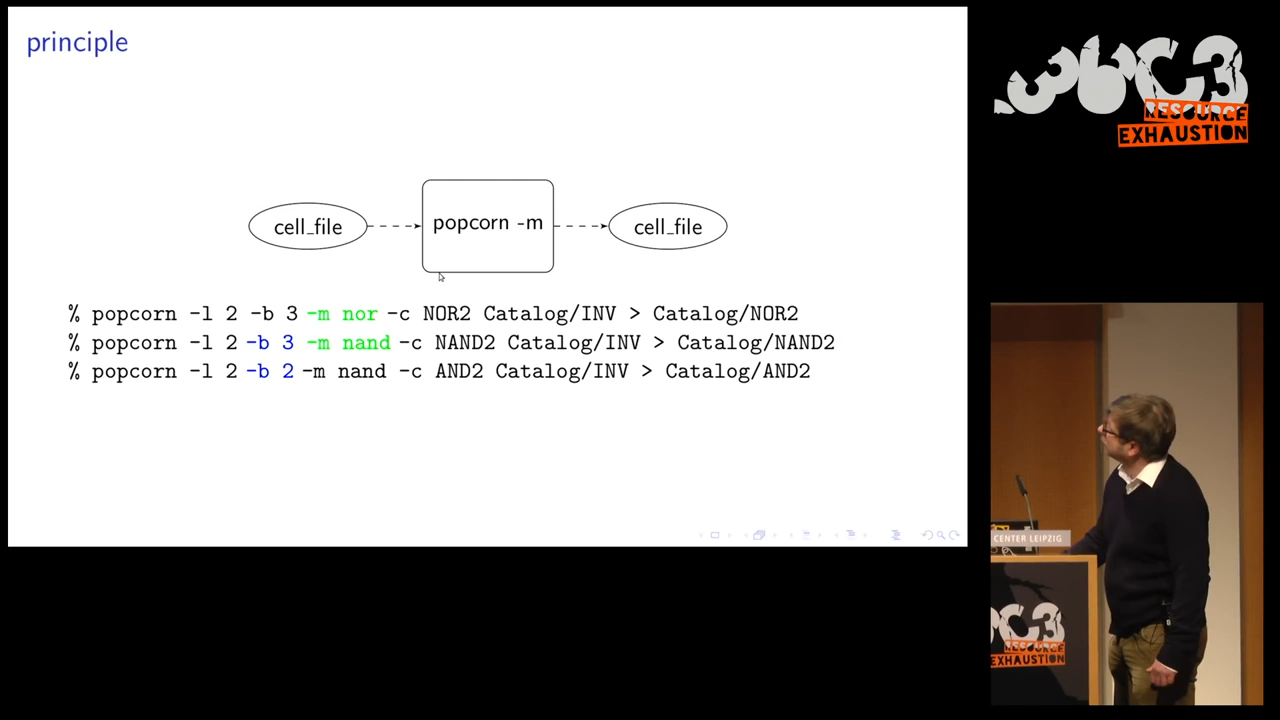 principle
cell_file
popcorn -m
cell_file
% popcorn -l 2 -b 3 -m nor -c NOR2 Catalog/INV > Catalog/NOR2
% popcorn -l 2 -b 3 -m nand -c NAND2 Catalog/INV > Catalog/NAND2
% popcorn -l 2 -b 2 -m nand -c AND2 Catalog/INV > Catalog/AND2
36C3
RESOURCE
EXHAUSTION
CENTER LEIPZIG
RESOURCE
EXHAUSTION